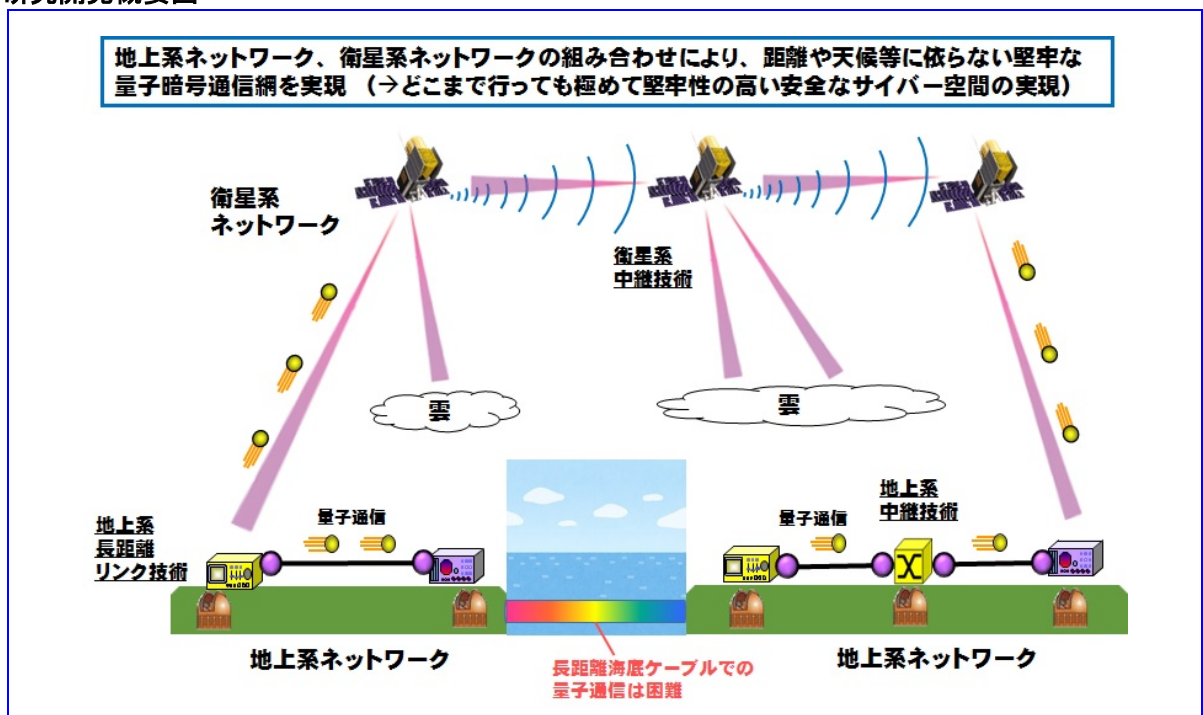 地上系ネットワーク、衛星系ネットワークの組み合わせにより、距離や天候等に依らない堅牢な
量子暗号通信網を実現 (→どこまで行っても極めて堅牢性の高い安全なサイバー空間の実現)
衛星系
ネットワーク
衛星系
中継技術
雲
雲
地上系
長距離
リンク技術
量子通信
量子通信
地上系
中継技術
地上系ネットワーク
長距離海底ケーブルでの
量子通信は困難
地上系ネットワーク